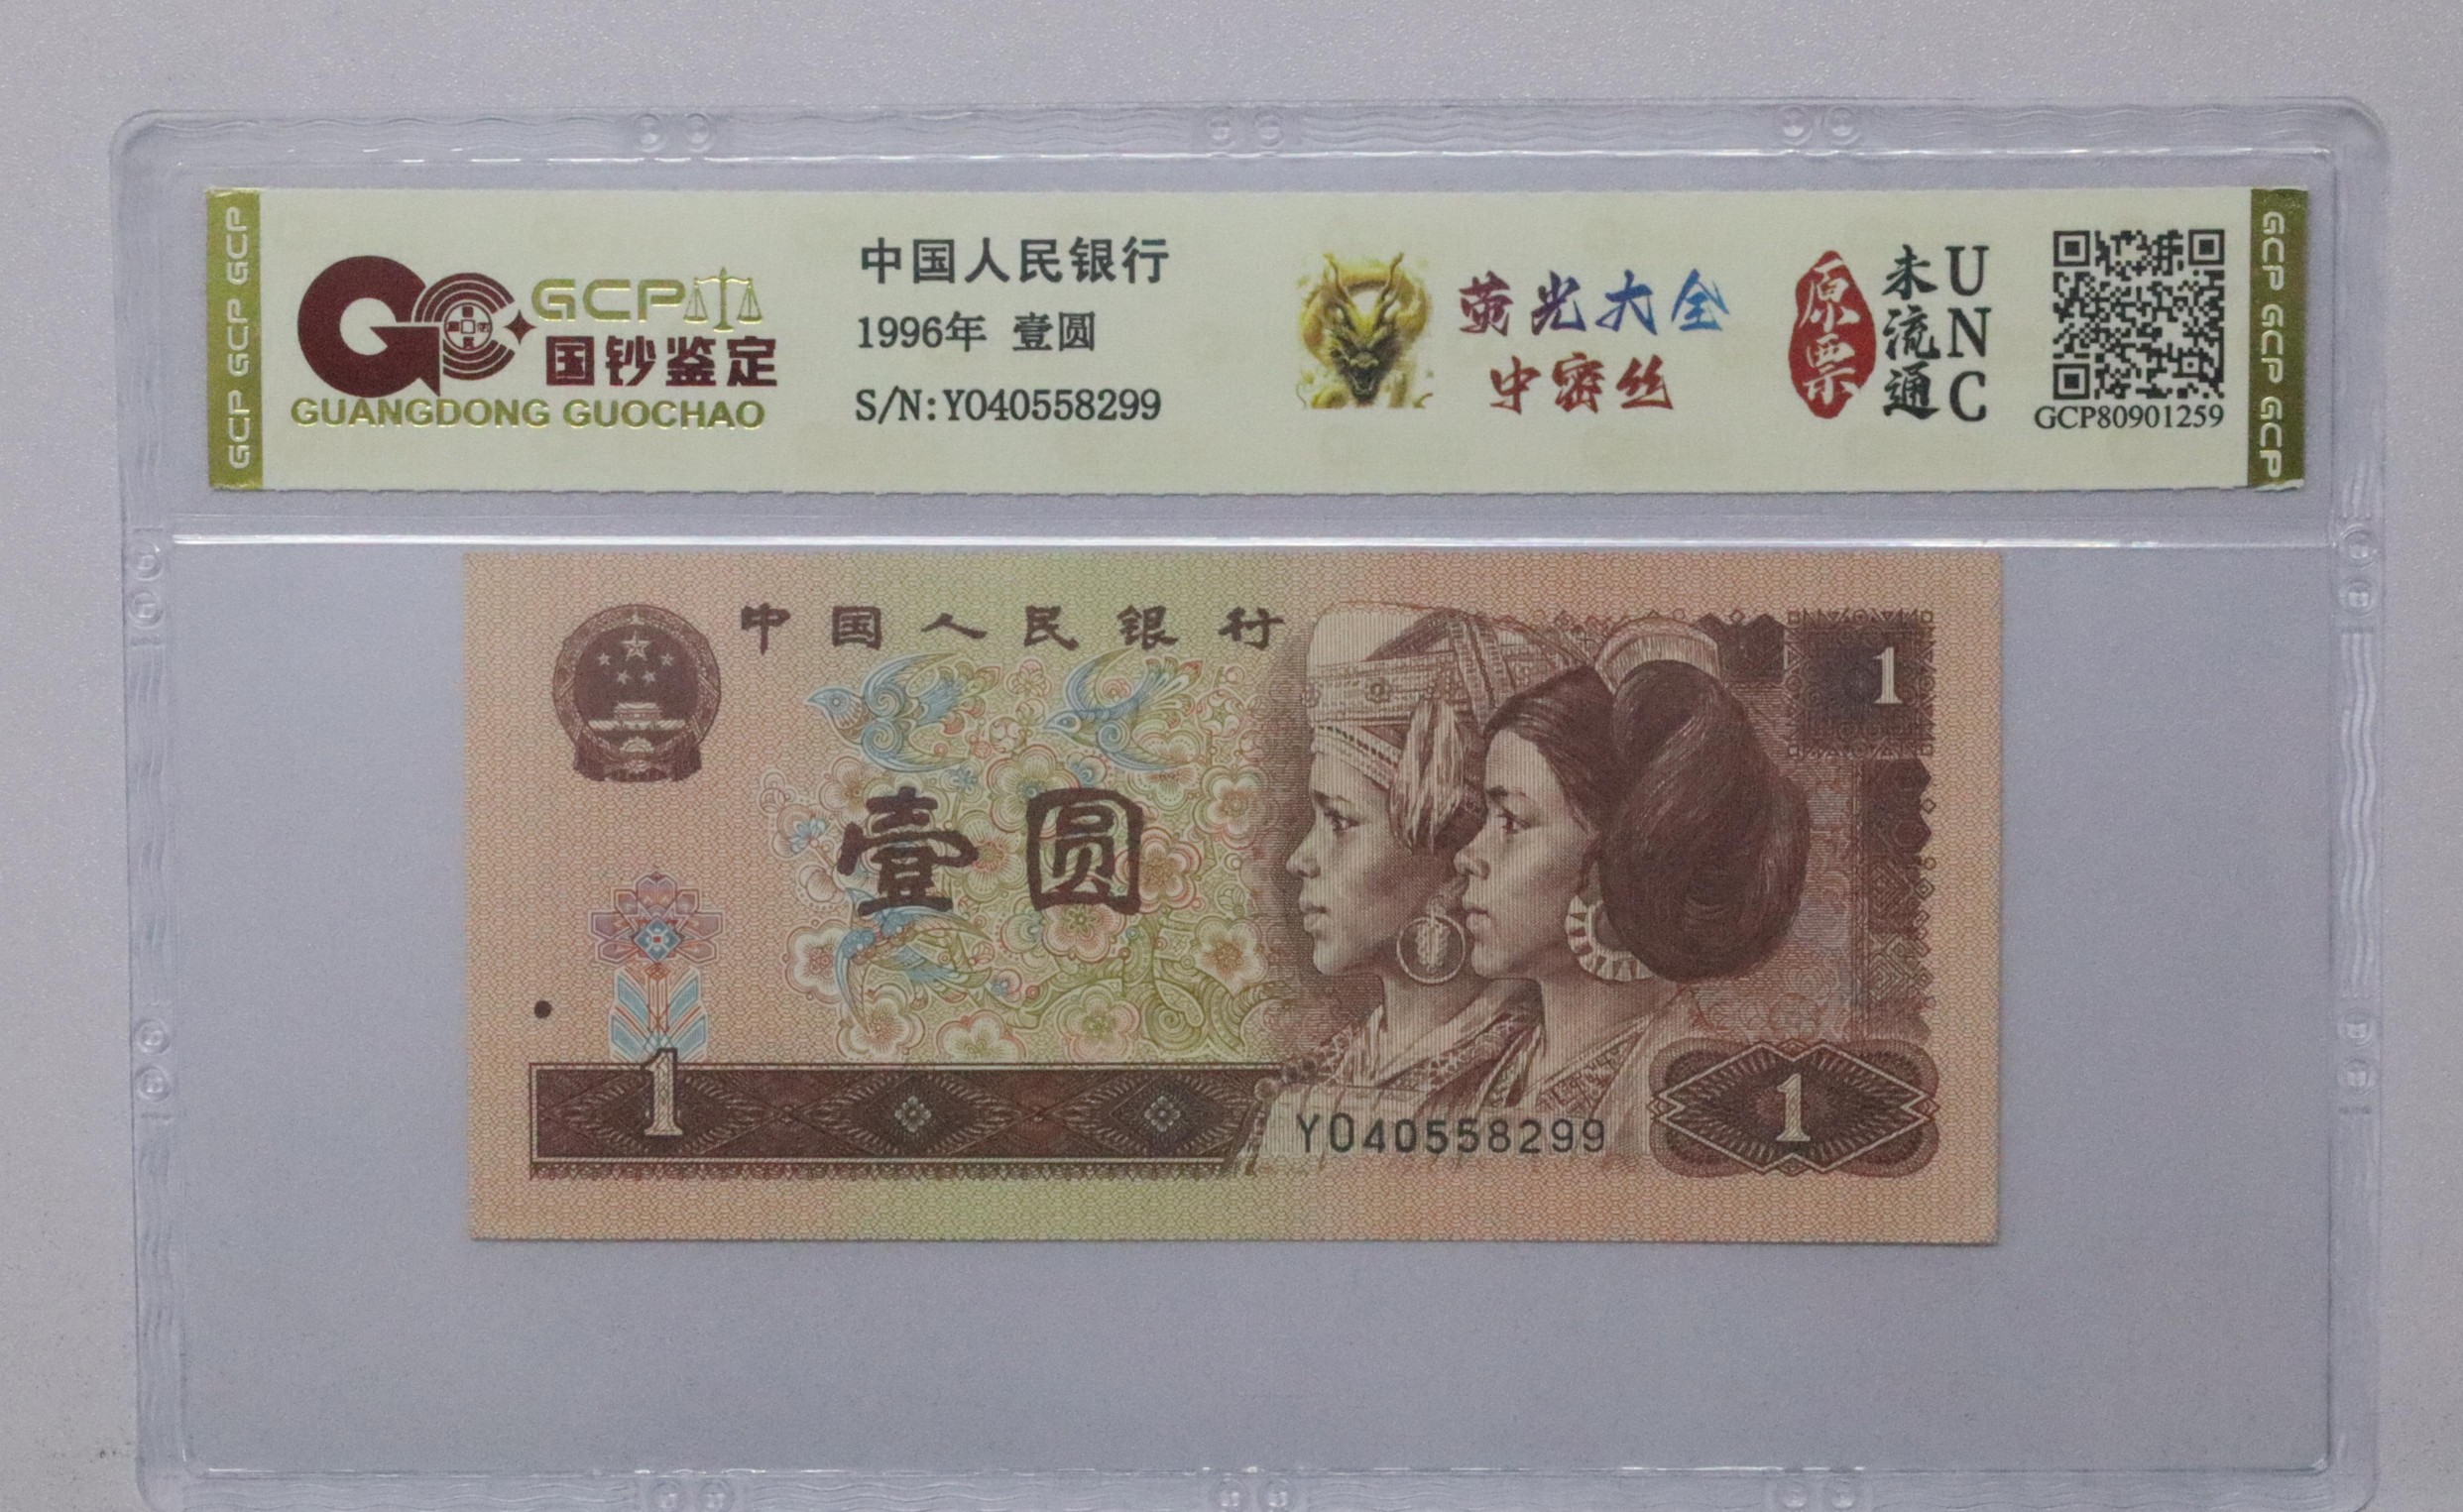 GCP GCP GCP
GCP
国钞鉴定
GUANGDONG GUOCHAO
中国人民银行
1996年 壹圆
S/N:YO40558299
荧光大全
中密丝
原票
未流通
UNC
GCP80901259
GCP GCP GCP
中国人民银行
1
壹圆
1
YO40558299
1